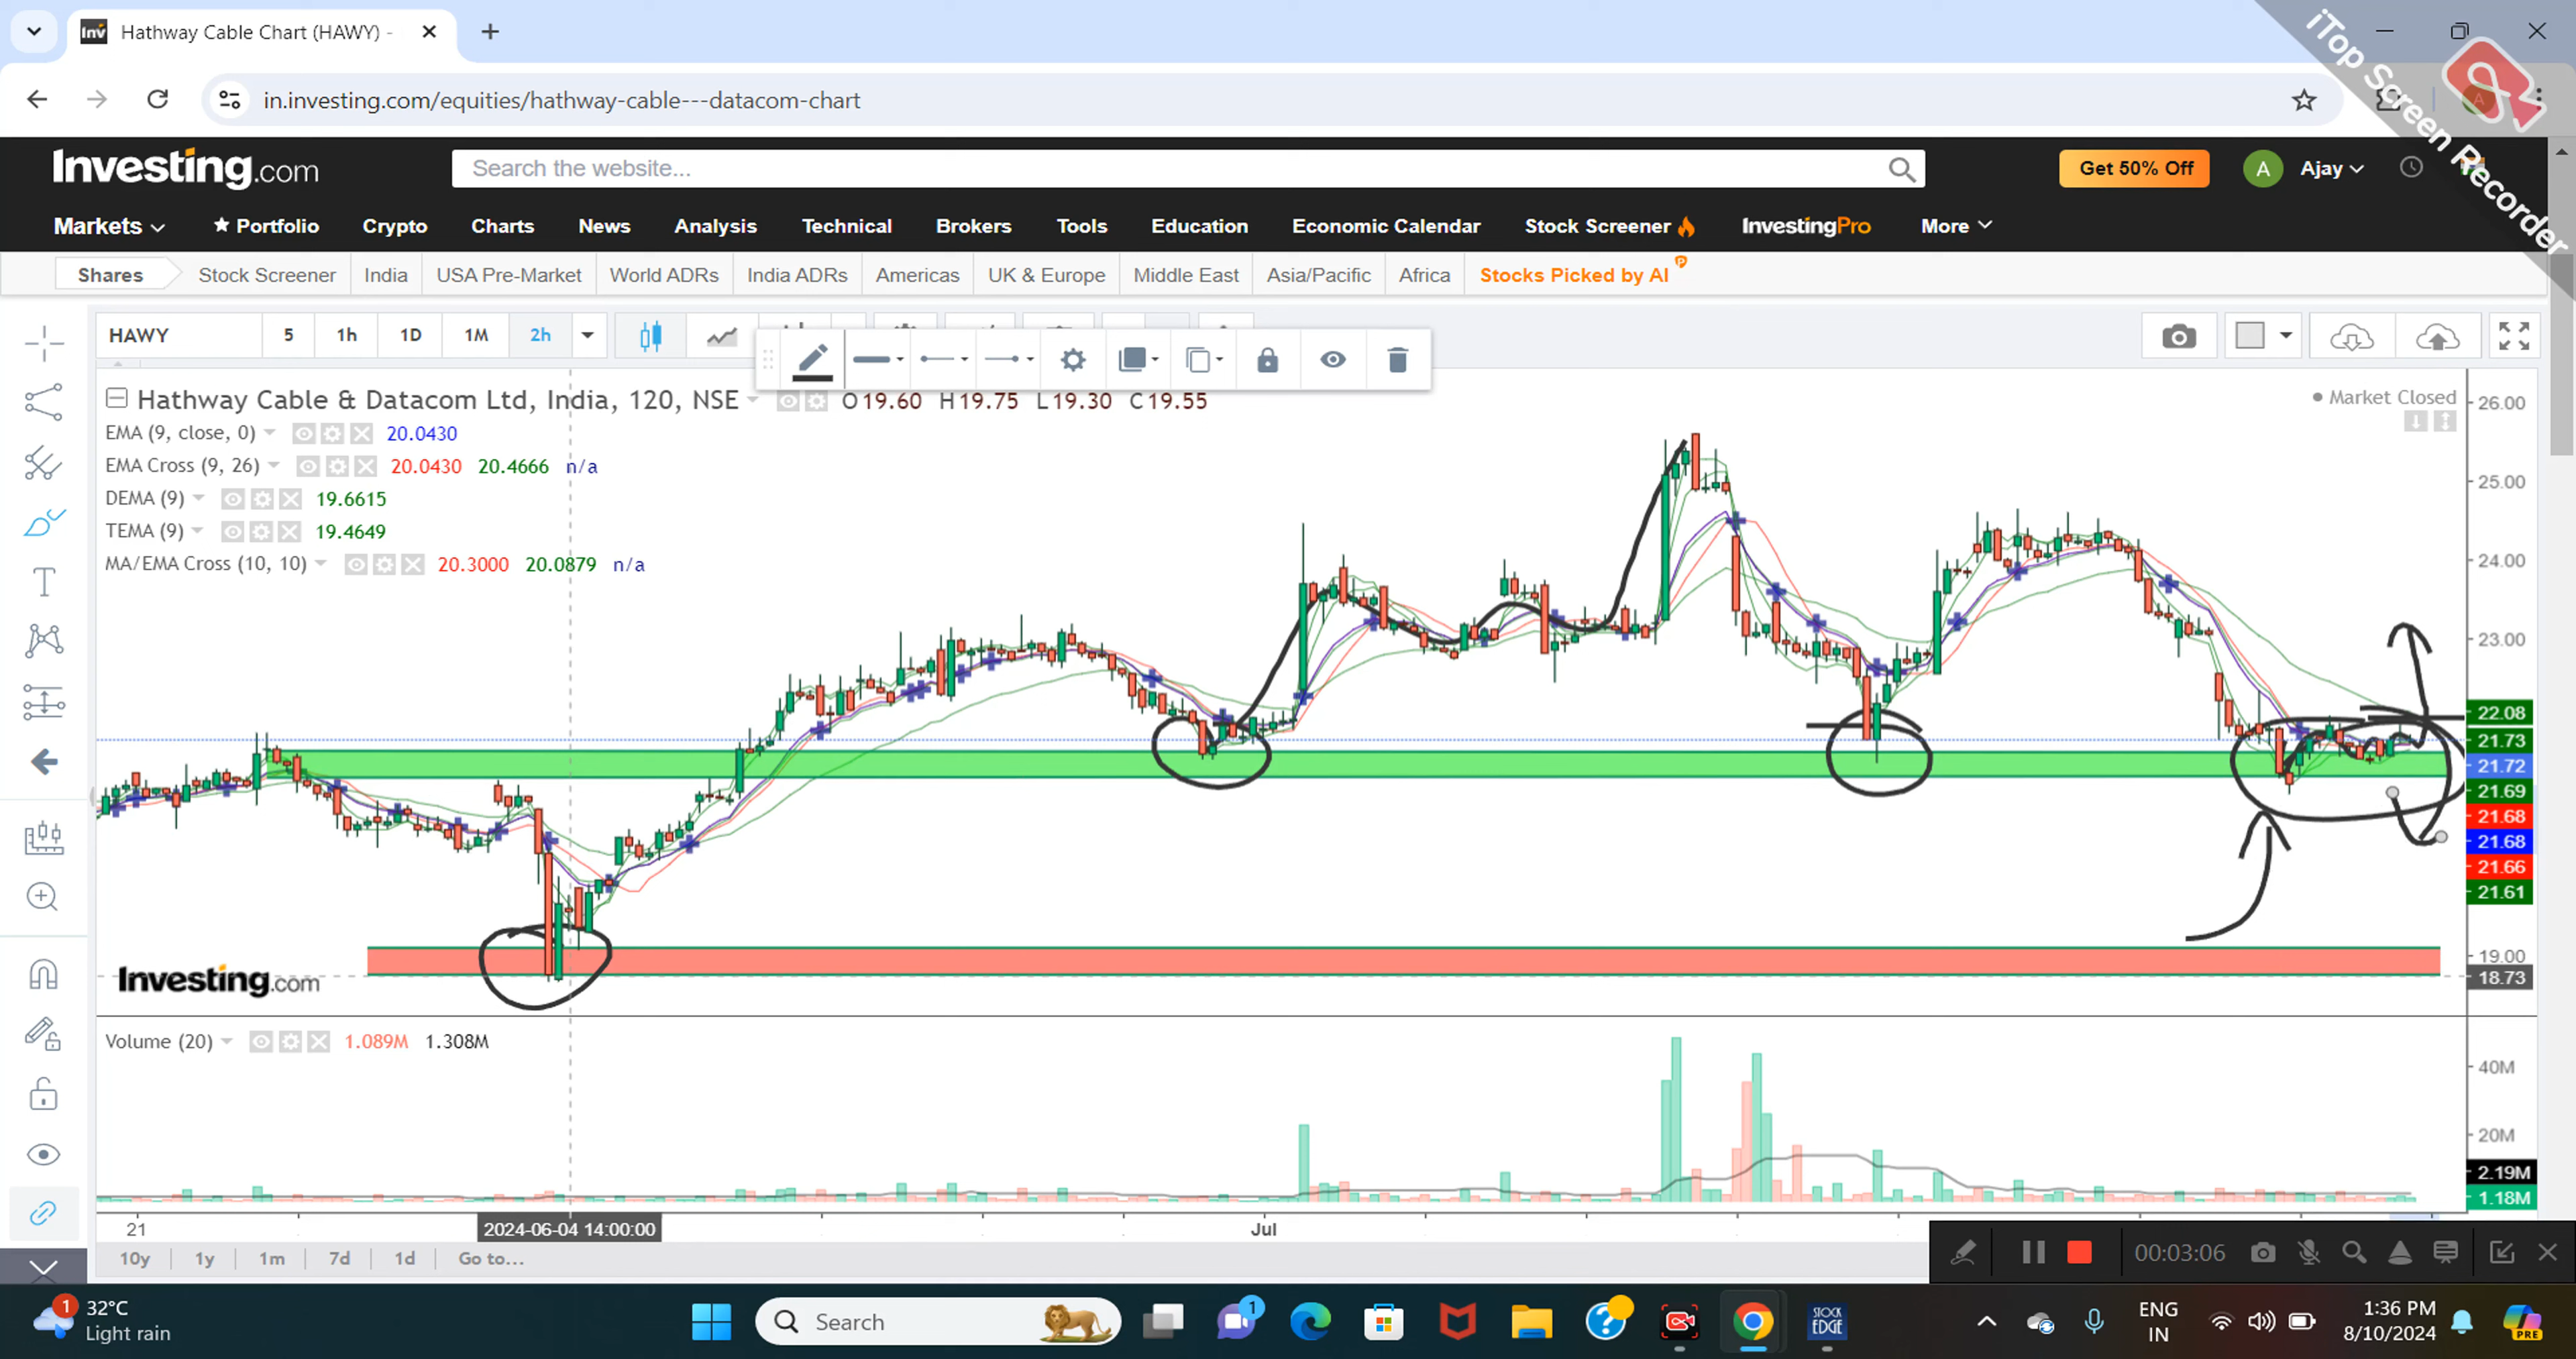 Hathway Cable Chart (HAWY) -
in.investing.com/equities/hathway-cable---datacom-chart
iTop Screen Recorder
Investing.com
Search the website...
Get 50% Off
A
Ajay
Markets
Portfolio
Crypto
Charts
News
Analysis
Technical
Brokers
Tools
Education
Economic Calendar
Stock Screener
InvestingPro
More
Shares
Stock Screener
India
USA Pre-Market
World ADRs
India ADRs
Americas
UK & Europe
Middle East
Asia/Pacific
Africa
Stocks Picked by AI
HAWY
5
1h
1D
1M
2h
Hathway Cable & Datacom Ltd, India, 120, NSE
O 19.60 H 19.75 L 19.30 C 19.55
Market Closed
EMA (9, close, 0) 20.0430
EMA Cross (9, 26) 20.0430 20.4666 n/a
DEMA (9) 19.6615
TEMA (9) 19.4649
MA/EMA Cross (10, 10) 20.3000 20.0879 n/a
26.00
25.00
24.00
23.00
22.08
21.73
21.72
21.69
21.68
21.68
21.66
21.61
19.00
18.73
Investing.com
Volume (20) 1.089M 1.308M
40M
20M
2.19M
1.18M
21
2024-06-04 14:00:00
Jul
10y
1y
1m
7d
1d
Go to...
00:03:06
1
32°C
Light rain
Search
1
STOCK
EDGE
ENG
IN
1:36 PM
8/10/2024
PRE